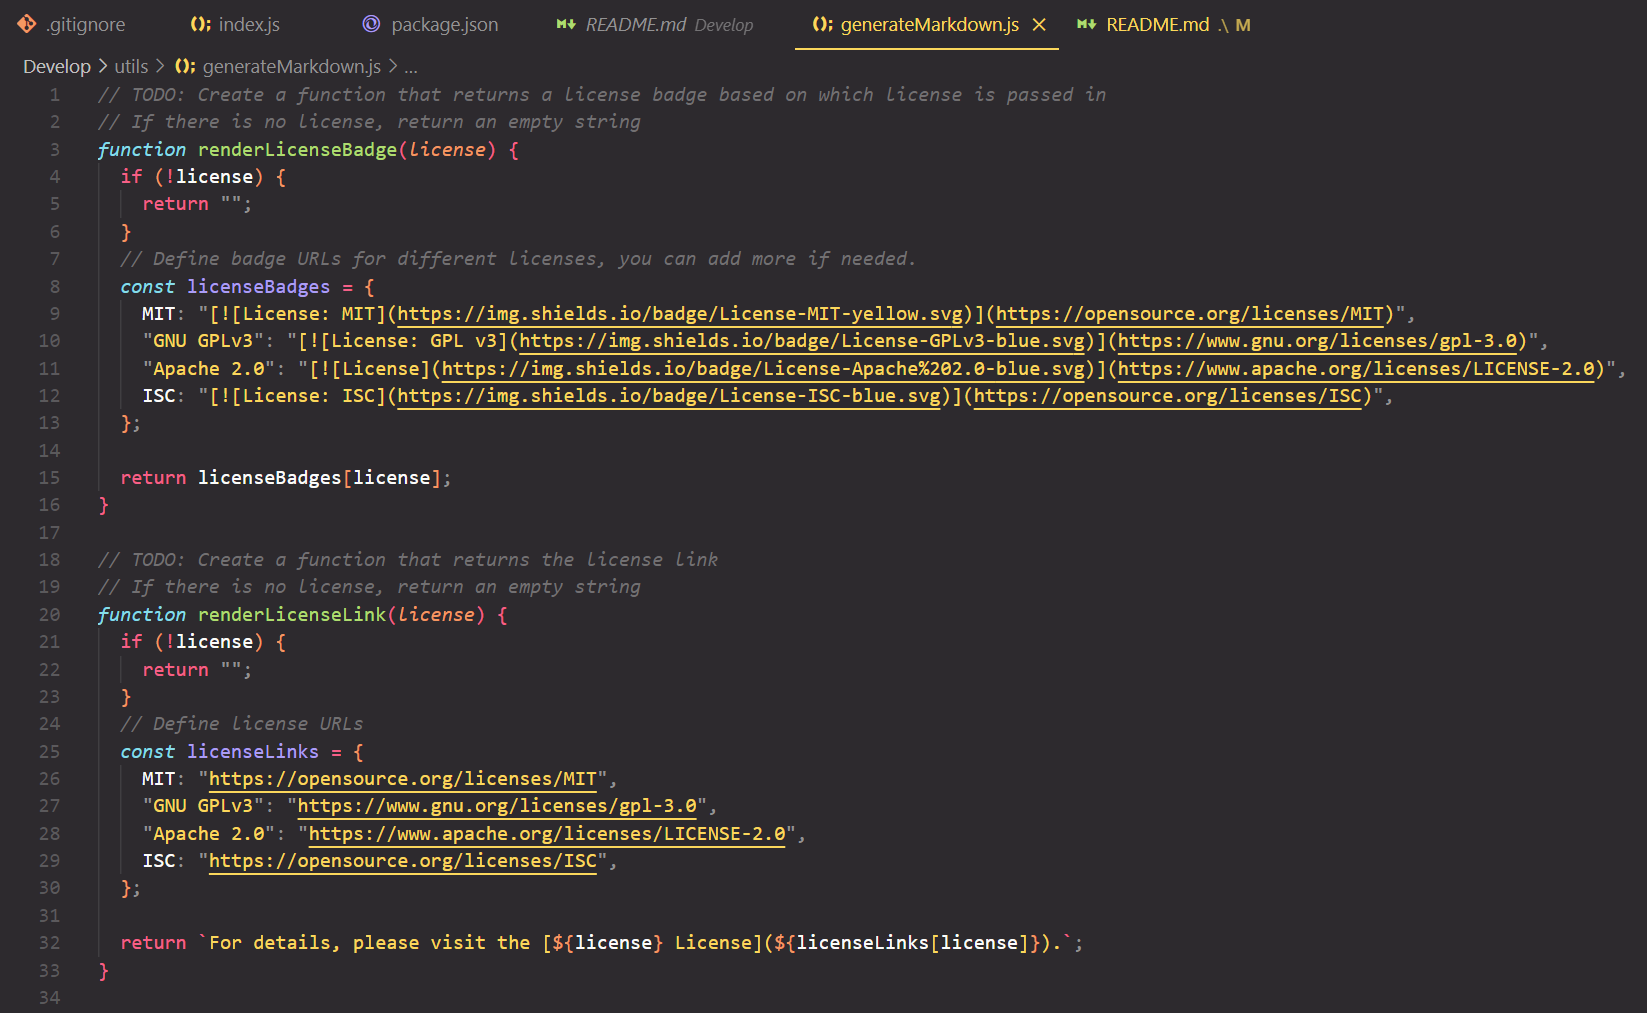 .gitignore index.js package.json README.md Develop generateMarkdown.js README.md .\ M
Develop > utils > generateMarkdown.js > ...
1 // TODO: Create a function that returns a license badge based on which license is passed in
2 // If there is no license, return an empty string
3 function renderLicenseBadge(license) {
4   if (!license) {
5     return "";
6   }
7   // Define badge URLs for different licenses, you can add more if needed.
8   const licenseBadges = {
9     MIT: "[![License: MIT](https://img.shields.io/badge/License-MIT-yellow.svg)](https://opensource.org/licenses/MIT)",
10     "GNU GPLv3": "[![License: GPL v3](https://img.shields.io/badge/License-GPLv3-blue.svg)](https://www.gnu.org/licenses/gpl-3.0)",
11     "Apache 2.0": "[![License](https://img.shields.io/badge/License-Apache%202.0-blue.svg)](https://www.apache.org/licenses/LICENSE-2.0)",
12     ISC: "[![License: ISC](https://img.shields.io/badge/License-ISC-blue.svg)](https://opensource.org/licenses/ISC)",
13   };
14
15   return licenseBadges[license];
16 }
17
18 // TODO: Create a function that returns the license link
19 // If there is no license, return an empty string
20 function renderLicenseLink(license) {
21   if (!license) {
22     return "";
23   }
24   // Define license URLs
25   const licenseLinks = {
26     MIT: "https://opensource.org/licenses/MIT",
27     "GNU GPLv3": "https://www.gnu.org/licenses/gpl-3.0",
28     "Apache 2.0": "https://www.apache.org/licenses/LICENSE-2.0",
29     ISC: "https://opensource.org/licenses/ISC",
30   };
31
32   return `For details, please visit the [${license} License](${licenseLinks[license]}).`;
33 }
34